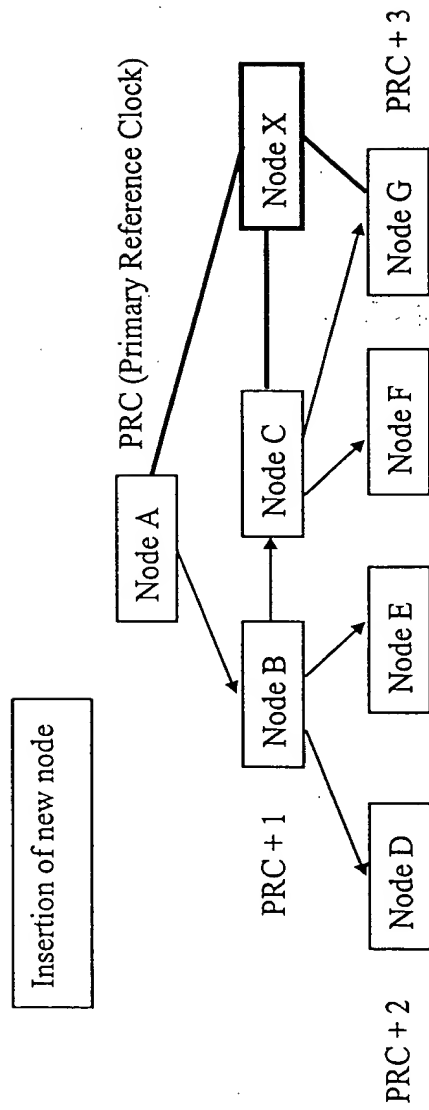 Insertion of new node
PRC (Primary Reference Clock)
Node A
PRC + 1
Node B
Node C
Node X
PRC + 2
Node D
Node E
Node F
Node G
PRC + 3